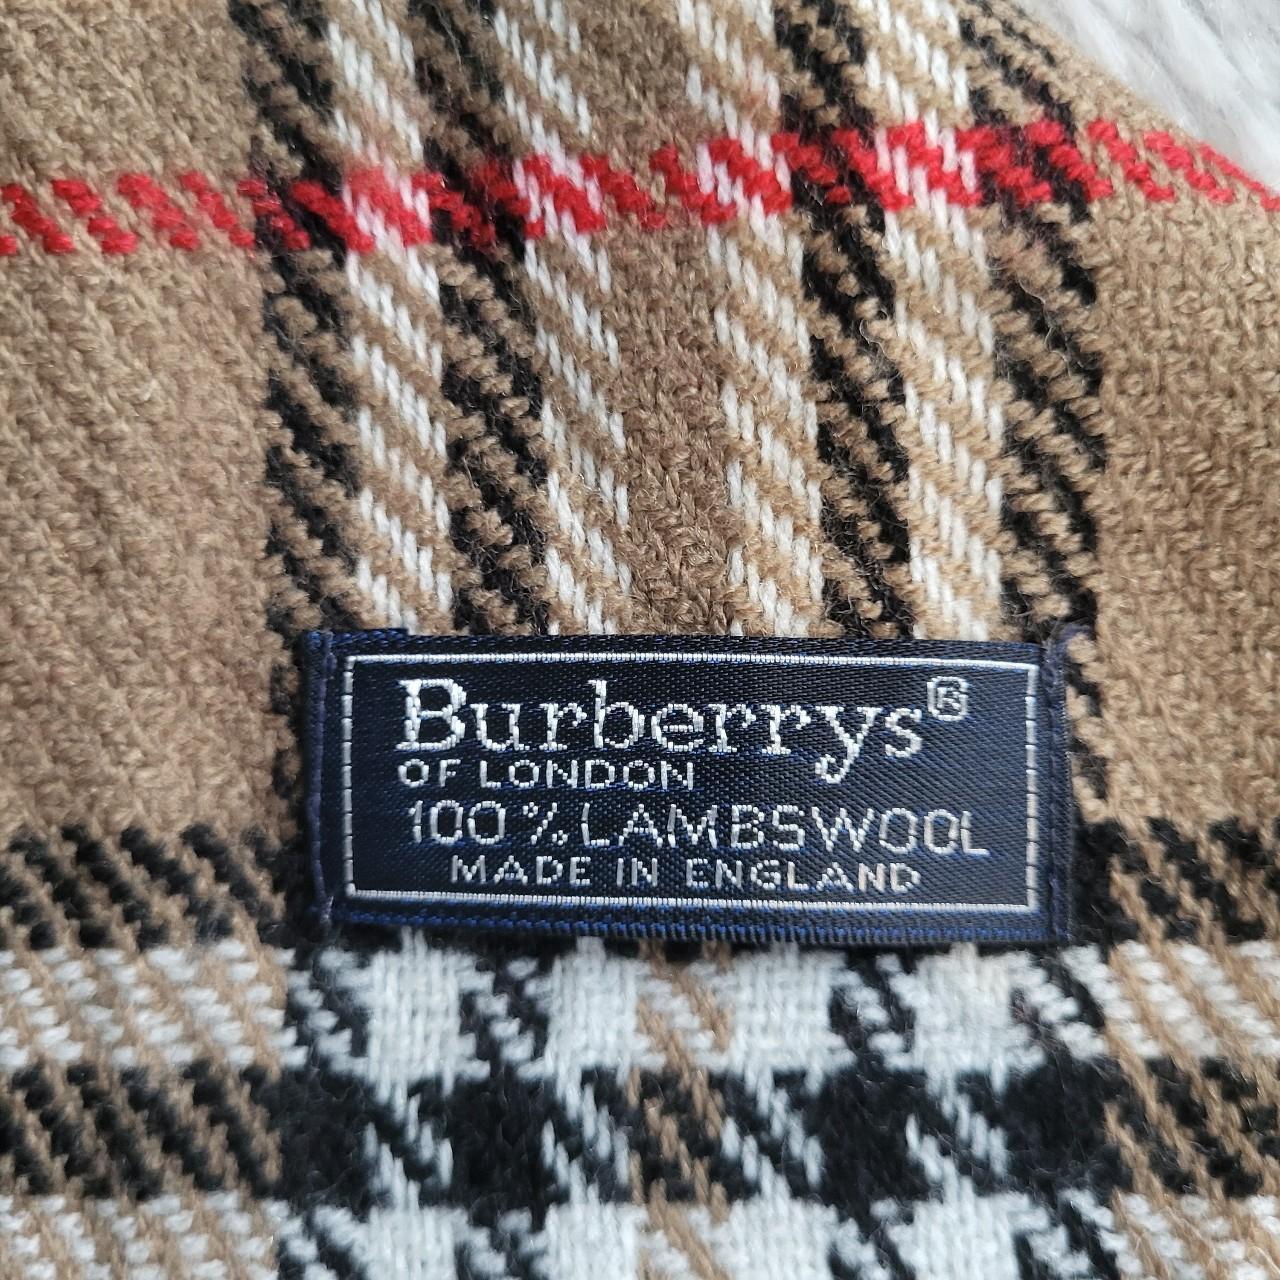 Burberrys®
OF LONDON
100% LAMBSWOOL
MADE IN ENGLAND